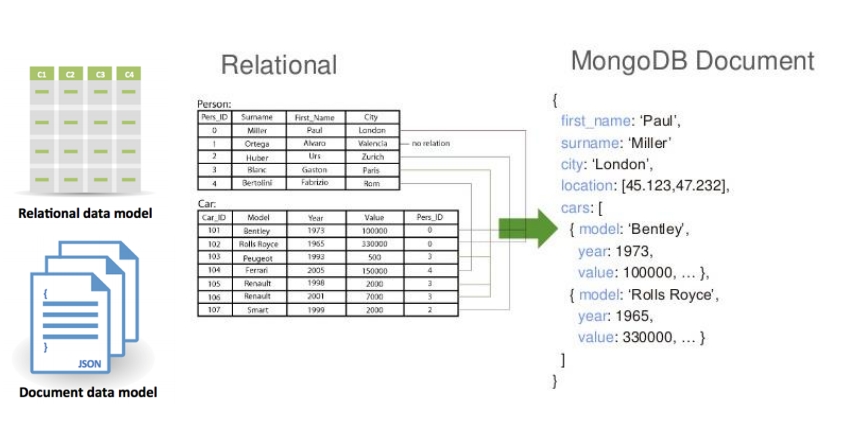 C1 C2 C3 C4
Relational data model
{
}
JSON
Document data model
Relational
Person:
Pers_ID Surname First_Name City
0 Miller Paul London
1 Ortega Alvaro Valencia no relation
2 Huber Urs Zurich
3 Blanc Gaston Paris
4 Bertolini Fabrizio Rom
Car:
Car_ID Model Year Value Pers_ID
101 Bentley 1973 100000 0
102 Rolls Royce 1965 330000 0
103 Peugeot 1993 500 3
104 Ferrari 2005 150000 4
105 Renault 1998 2000 3
106 Renault 2001 7000 3
107 Smart 1999 2000 2
MongoDB Document
{
first_name: ‘Paul’,
surname: ‘Miller’
city: ‘London’,
location: [45.123,47.232],
cars: [
{ model: ‘Bentley’,
year: 1973,
value: 100000, … },
{ model: ‘Rolls Royce’,
year: 1965,
value: 330000, … }
]
}